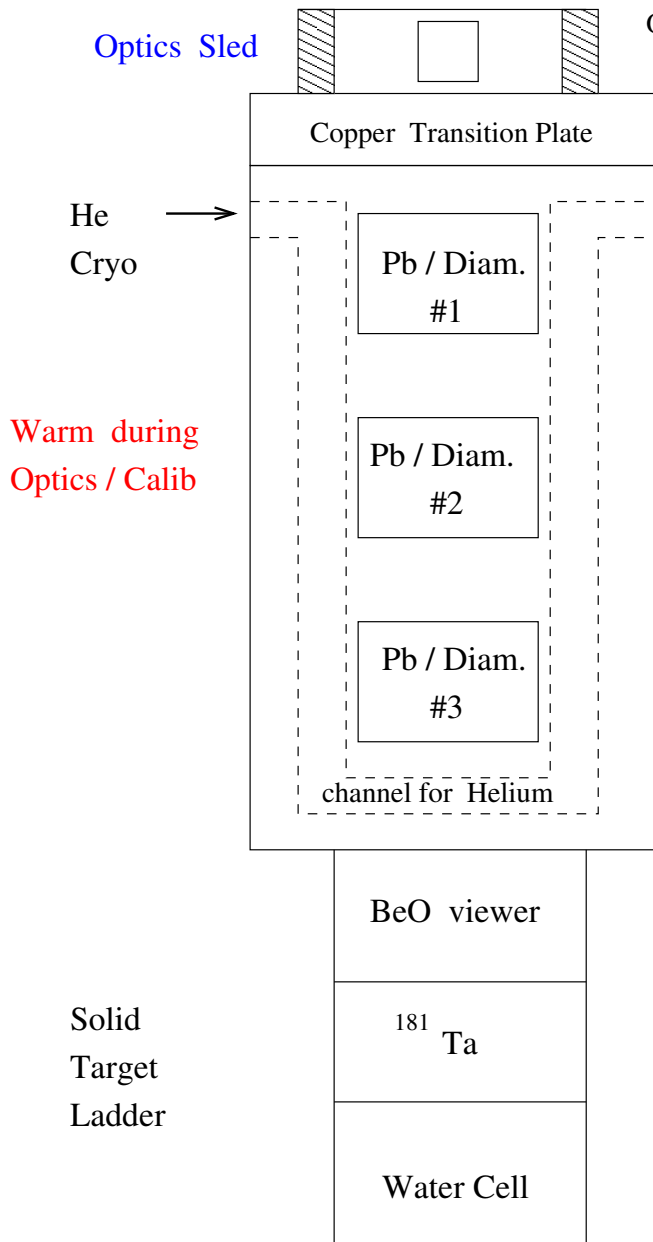 Optics Sled
Copper Transition Plate
He
Cryo
Pb / Diam.
#1
Warm during
Optics / Calib
Pb / Diam.
#2
Pb / Diam.
#3
channel for Helium
BeO viewer
Solid
Target
Ladder
181 Ta
Water Cell